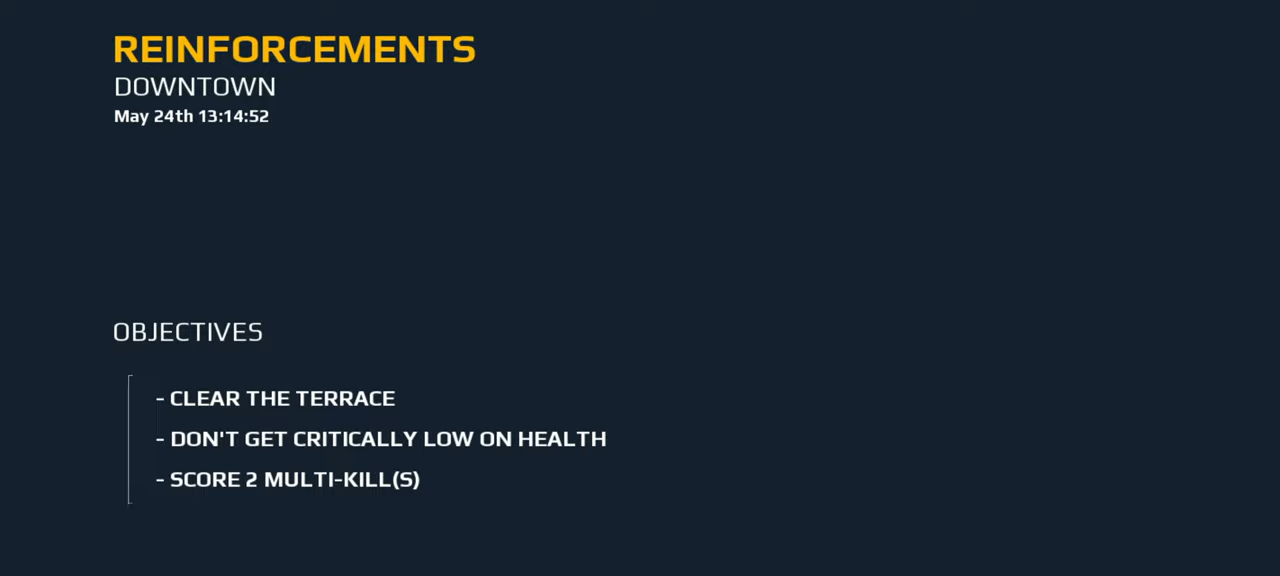 REINFORCEMENTS
DOWNTOWN
May 24th 13:14:52
OBJECTIVES
- CLEAR THE TERRACE
- DON'T GET CRITICALLY LOW ON HEALTH
- SCORE 2 MULTI-KILL(S)